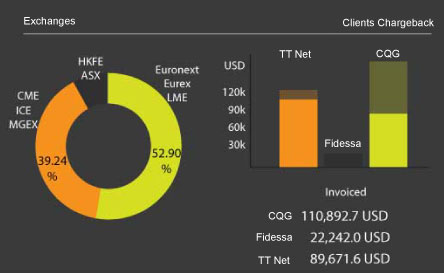 Exchanges
Clients Chargeback
HKFE
ASX
Euronext
Eurex
LME
CME
ICE
MGEX
39.24
%
52.90
%
TT Net
CQG
USD
120k
90k
60k
30k
Fidessa
Invoiced
CQG 110,892.7 USD
Fidessa 22,242.0 USD
TT Net 89,671.6 USD